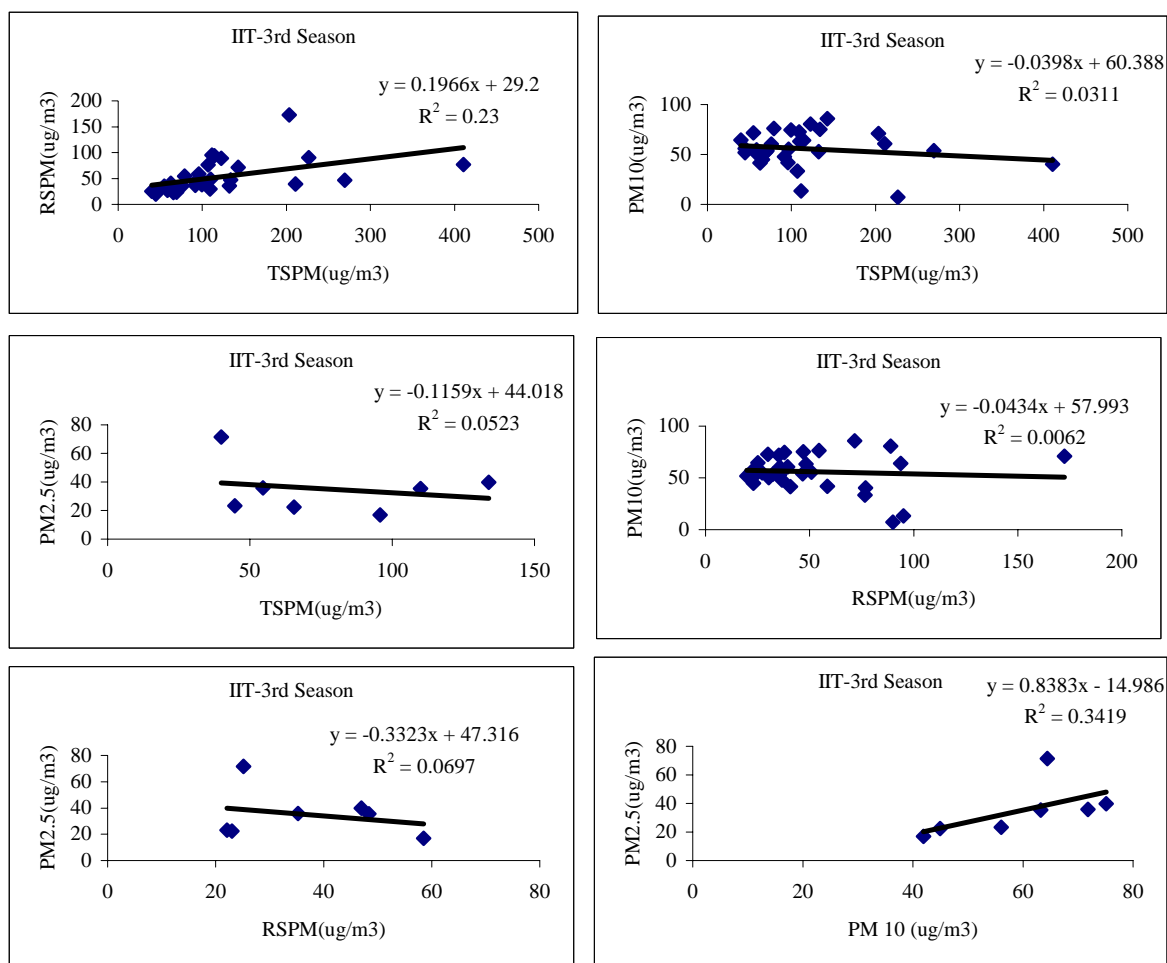 IIT-3rd Season
y = 0.1966x + 29.2
R² = 0.23
RSPM(ug/m3)
200
150
100
50
0
0 100 200 300 400 500
TSPM(ug/m3)
IIT-3rd Season
y = -0.0398x + 60.388
R² = 0.0311
PM10(ug/m3)
100
50
0
0 100 200 300 400 500
TSPM(ug/m3)
IIT-3rd Season
y = -0.1159x + 44.018
R² = 0.0523
PM2.5(ug/m3)
80
60
40
20
0
0 50 100 150
TSPM(ug/m3)
IIT-3rd Season
y = -0.0434x + 57.993
R² = 0.0062
PM10(ug/m3)
100
50
0
0 50 100 150 200
RSPM(ug/m3)
IIT-3rd Season
y = -0.3323x + 47.316
R² = 0.0697
PM2.5(ug/m3)
80
60
40
20
0
0 20 40 60 80
RSPM(ug/m3)
IIT-3rd Season
y = 0.8383x - 14.986
R² = 0.3419
PM2.5(ug/m3)
80
60
40
20
0
0 20 40 60 80
PM 10 (ug/m3)